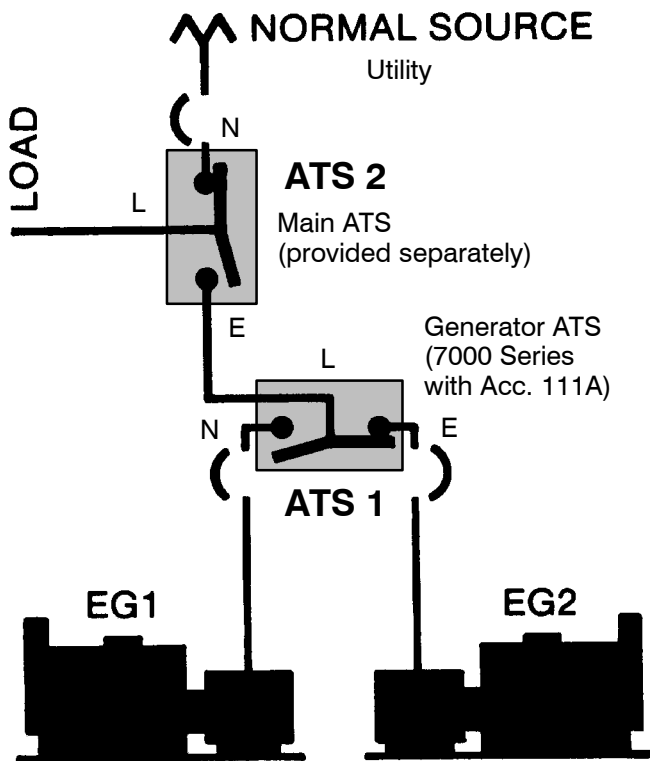 NORMAL SOURCE
Utility
LOAD
N
ATS 2
L
Main ATS
(provided separately)
E
Generator ATS
(7000 Series
with Acc. 111A)
L
N
E
ATS 1
EG1
EG2